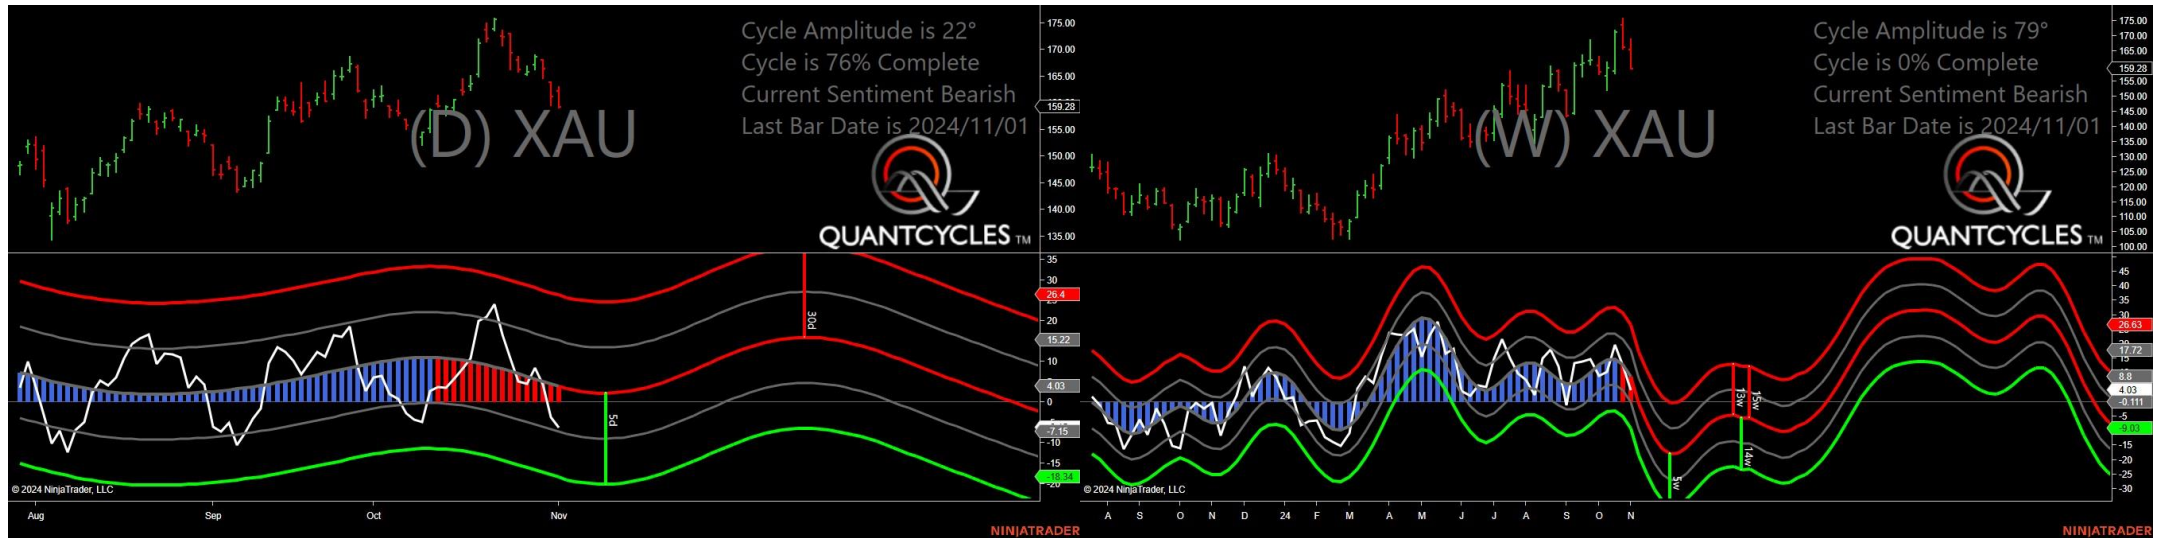 Cycle Amplitude is 22°
Cycle is 76% Complete
Current Sentiment Bearish
Last Bar Date is 2024/11/01
(D) XAU
QUANTCYCLES TM
175.00
170.00
165.00
159.28
155.00
150.00
145.00
140.00
135.00
35
30
26.4
20
15.22
10
4.03
0
-7.15
-10
-15
-18.34
-20
30d
5d
© 2024 NinjaTrader, LLC
Aug
Sep
Oct
Nov
NINJATRADER
Cycle Amplitude is 79°
Cycle is 0% Complete
Current Sentiment Bearish
Last Bar Date is 2024/11/01
(W) XAU
QUANTCYCLES TM
175.00
170.00
165.00
159.28
155.00
150.00
145.00
140.00
135.00
130.00
125.00
120.00
115.00
110.00
105.00
100.00
45
40
35
30
26.63
17.72
15
8.8
4.03
-0.111
-5
-9.03
-15
-20
-25
-30
13w
15w
14w
5w
© 2024 NinjaTrader, LLC
A S O N D 24 F M A M J J A S O N
NINJATRADER